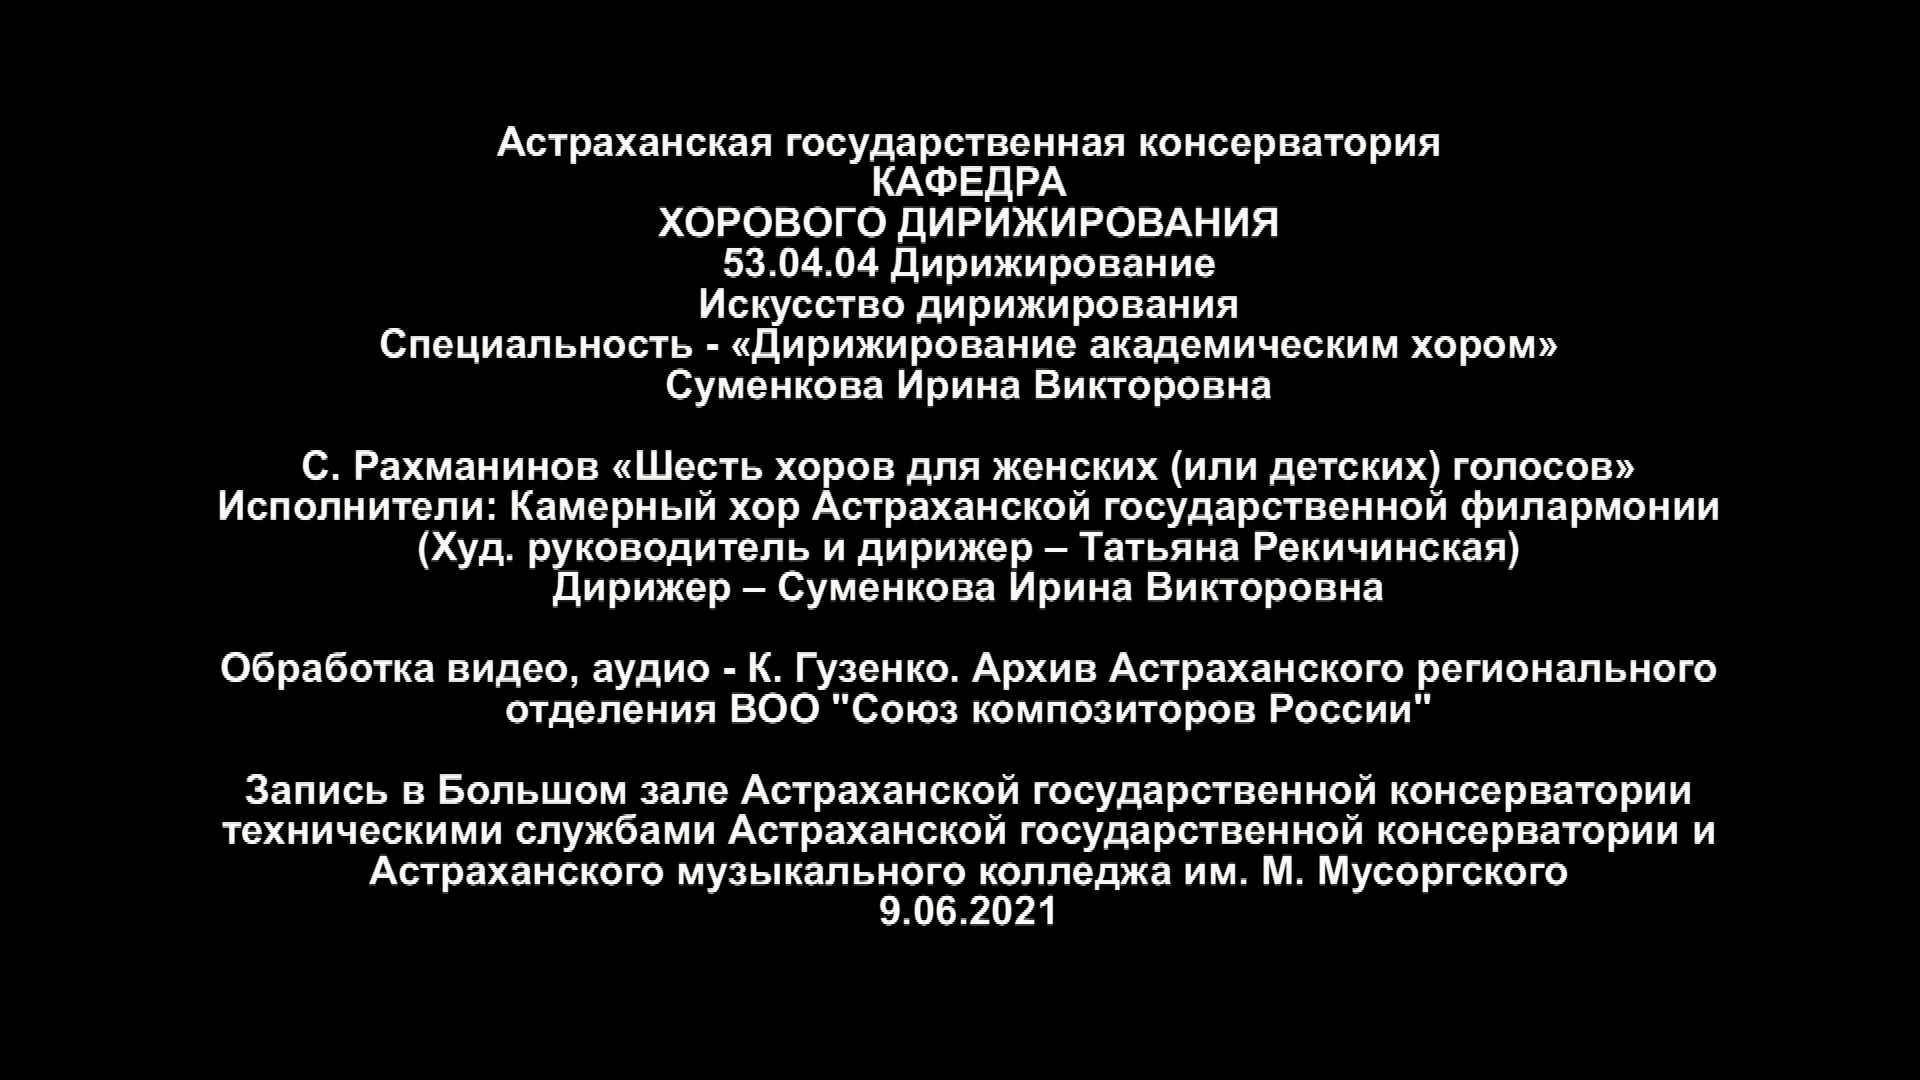 Астраханская государственная консерватория
КАФЕДРА
ХОРОВОГО ДИРИЖИРОВАНИЯ
53.04.04 Дирижирование
Искусство дирижирования
Специальность - «Дирижирование академическим хором»
Суменкова Ирина Викторовна
С. Рахманинов «Шесть хоров для женских (или детских) голосов»
Исполнители: Камерный хор Астраханской государственной филармонии
(Худ. руководитель и дирижер – Татьяна Рекичинская)
Дирижер – Суменкова Ирина Викторовна
Обработка видео, аудио - К. Гузенко. Архив Астраханского регионального
отделения ВОО "Союз композиторов России"
Запись в Большом зале Астраханской государственной консерватории
техническими службами Астраханской государственной консерватории и
Астраханского музыкального колледжа им. М. Мусоргского
9.06.2021